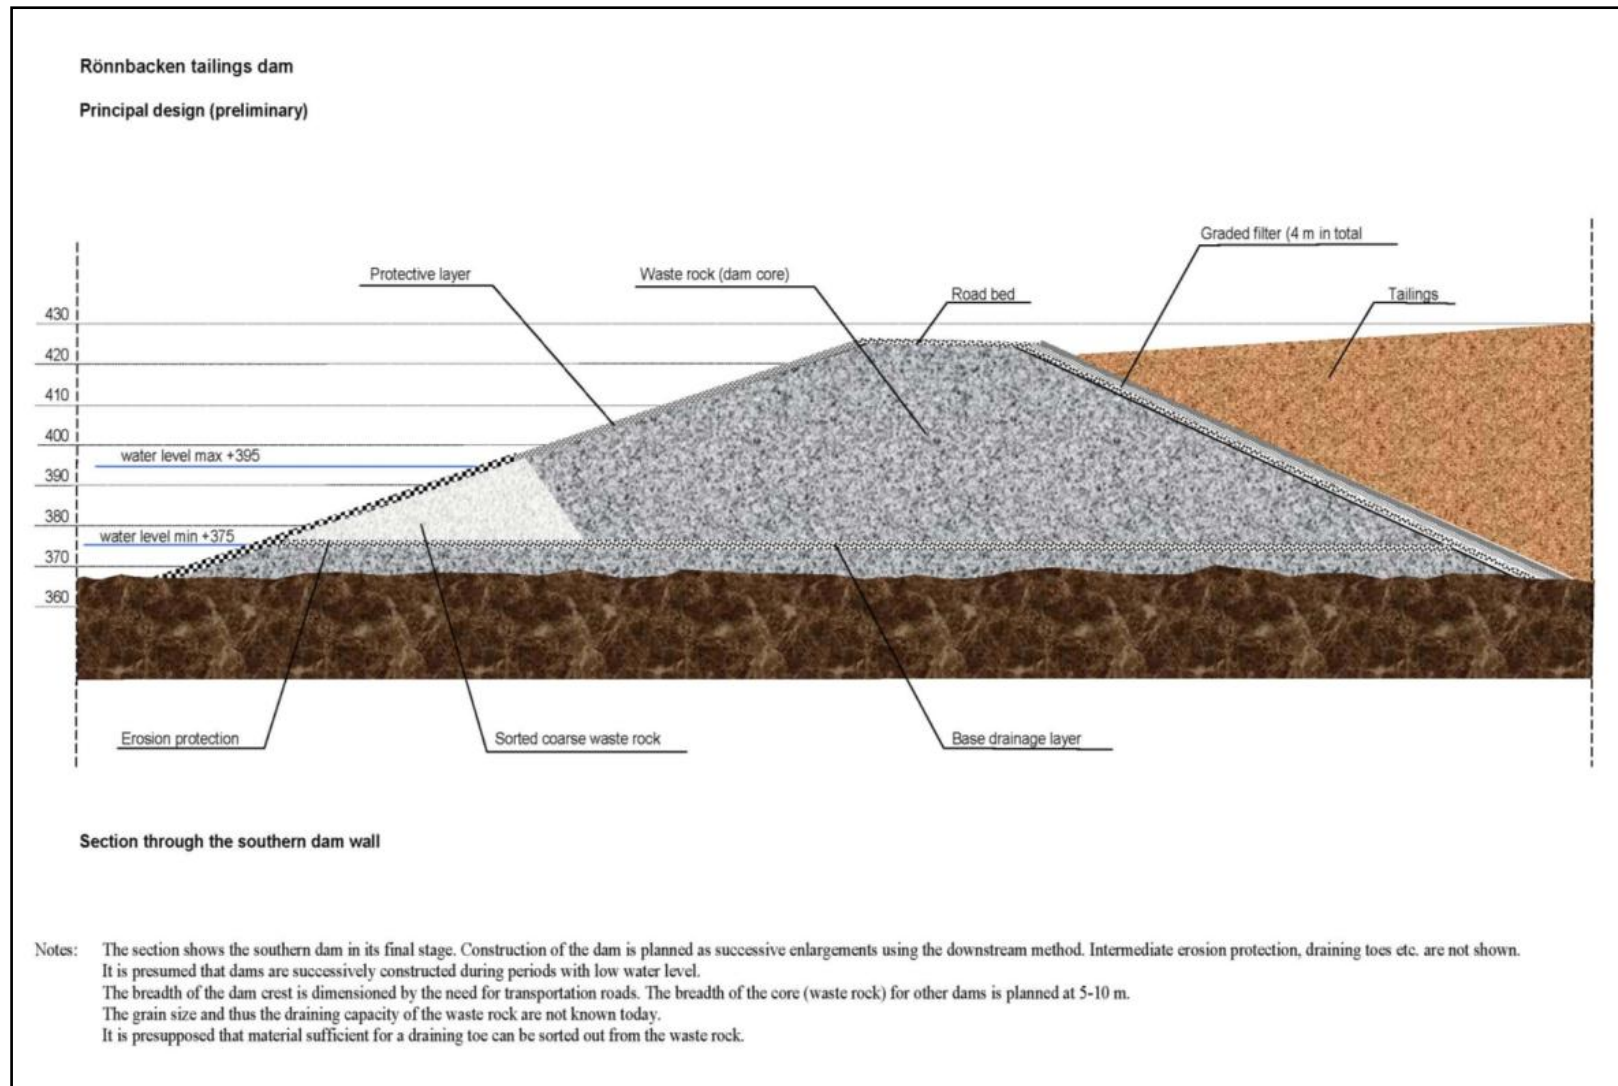 Rönnbacken tailings dam
Principal design (preliminary)
Graded filter (4 m in total
Protective layer
Waste rock (dam core)
Road bed
Tailings
430
420
410
400
water level max +395
390
380
water level min +375
370
360
Erosion protection
Sorted coarse waste rock
Base drainage layer
Section through the southern dam wall
Notes: The section shows the southern dam in its final stage. Construction of the dam is planned as successive enlargements using the downstream method. Intermediate erosion protection, draining toes etc. are not shown.
It is presumed that dams are successively constructed during periods with low water level.
The breadth of the dam crest is dimensioned by the need for transportation roads. The breadth of the core (waste rock) for other dams is planned at 5-10 m.
The grain size and thus the draining capacity of the waste rock are not known today.
It is presupposed that material sufficient for a draining toe can be sorted out from the waste rock.